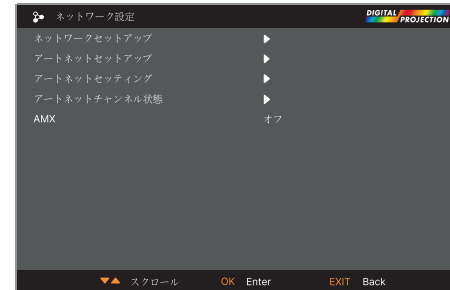 ネットワーク設定
DIGITAL PROJECTION
ネットワークセットアップ ▶
アートネットセットアップ ▶
アートネットセッティング ▶
アートネットチャンネル状態 ▶
AMX オフ
▼▲ スクロール OK Enter EXIT Back